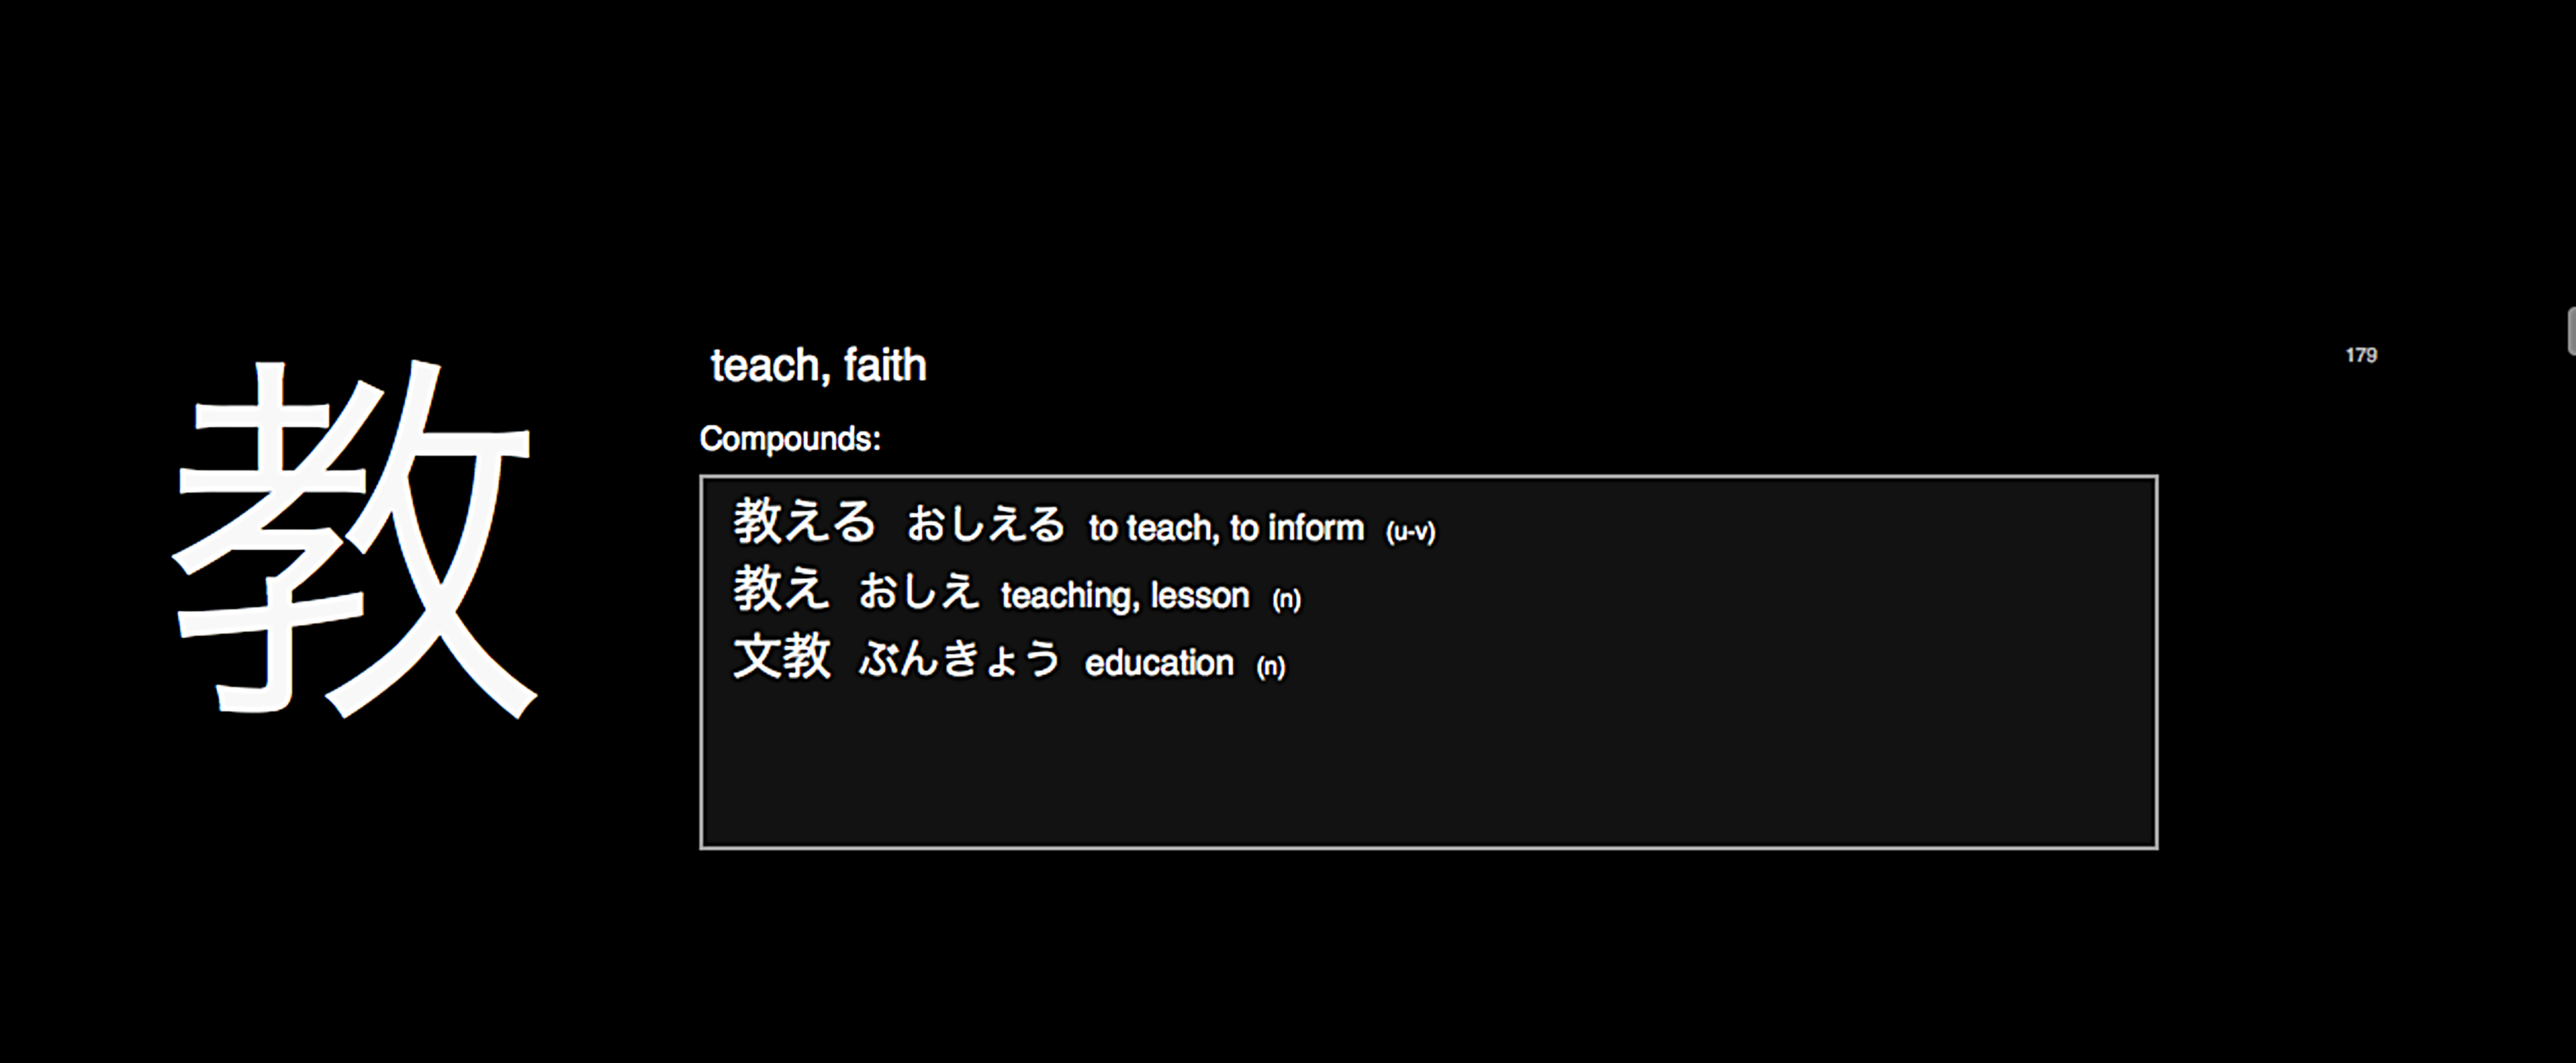 教
teach, faith
179
Compounds:
教える おしえる to teach, to inform (u-v)
教え おしえ teaching, lesson (n)
文教 ぶんきょう education (n)